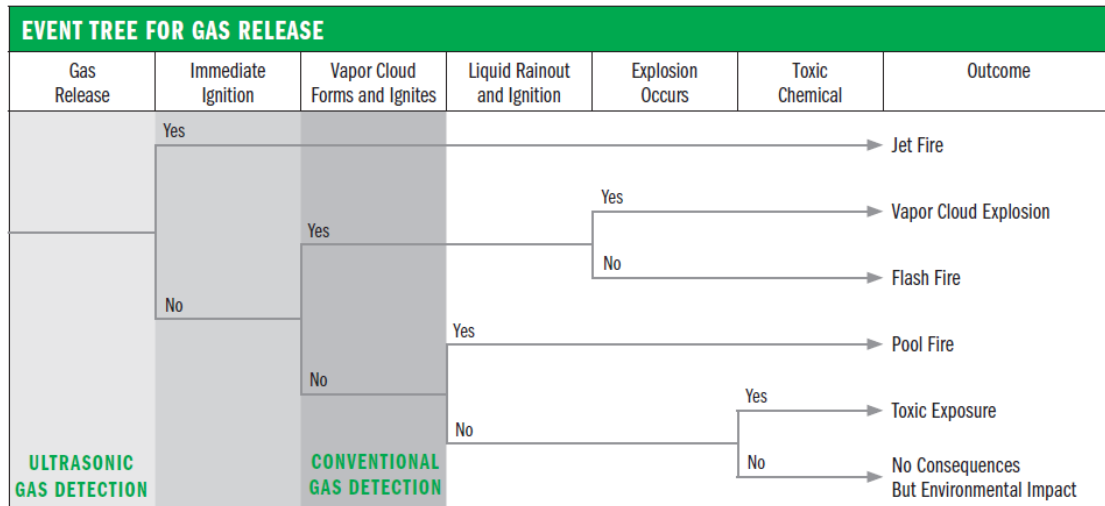 EVENT TREE FOR GAS RELEASE
Gas
Release
Immediate
Ignition
Vapor Cloud
Forms and Ignites
Liquid Rainout
and Ignition
Explosion
Occurs
Toxic
Chemical
Outcome
Yes
Jet Fire
Yes
Vapor Cloud Explosion
Yes
No
Flash Fire
No
Yes
Pool Fire
No
Yes
Toxic Exposure
No
No
No Consequences
But Environmental Impact
ULTRASONIC
GAS DETECTION
CONVENTIONAL
GAS DETECTION